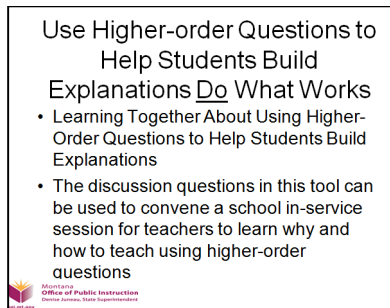 Use Higher-order Questions to
Help Students Build
Explanations Do What Works
• Learning Together About Using Higher-
Order Questions to Help Students Build
Explanations
• The discussion questions in this tool can
be used to convene a school in-service
session for teachers to learn why and
how to teach using higher-order
questions
Montana
Office of Public Instruction
Denise Juneau, State Superintendent
opi.mt.gov